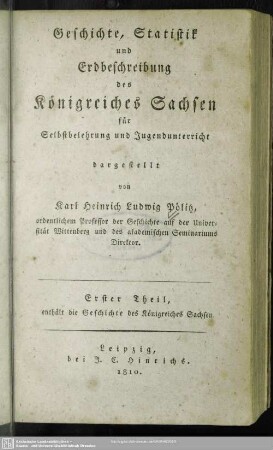 Geschichte, Statistik
und
Erdbeschreibung
des
Königreiches Sachsen
für
Selbstbelehrung und Jugendunterricht
dargestellt
von
Karl Heinrich Ludwig Pölitz,
ordentlichem Professor der Geschichte auf der Univer-
sität Wittenberg und des akademischen Seminariums
Direktor.
Erster Theil,
enthält die Geschichte des Königreiches Sachsen
Leipzig,
bei J. C. Hinrichs.
1810.